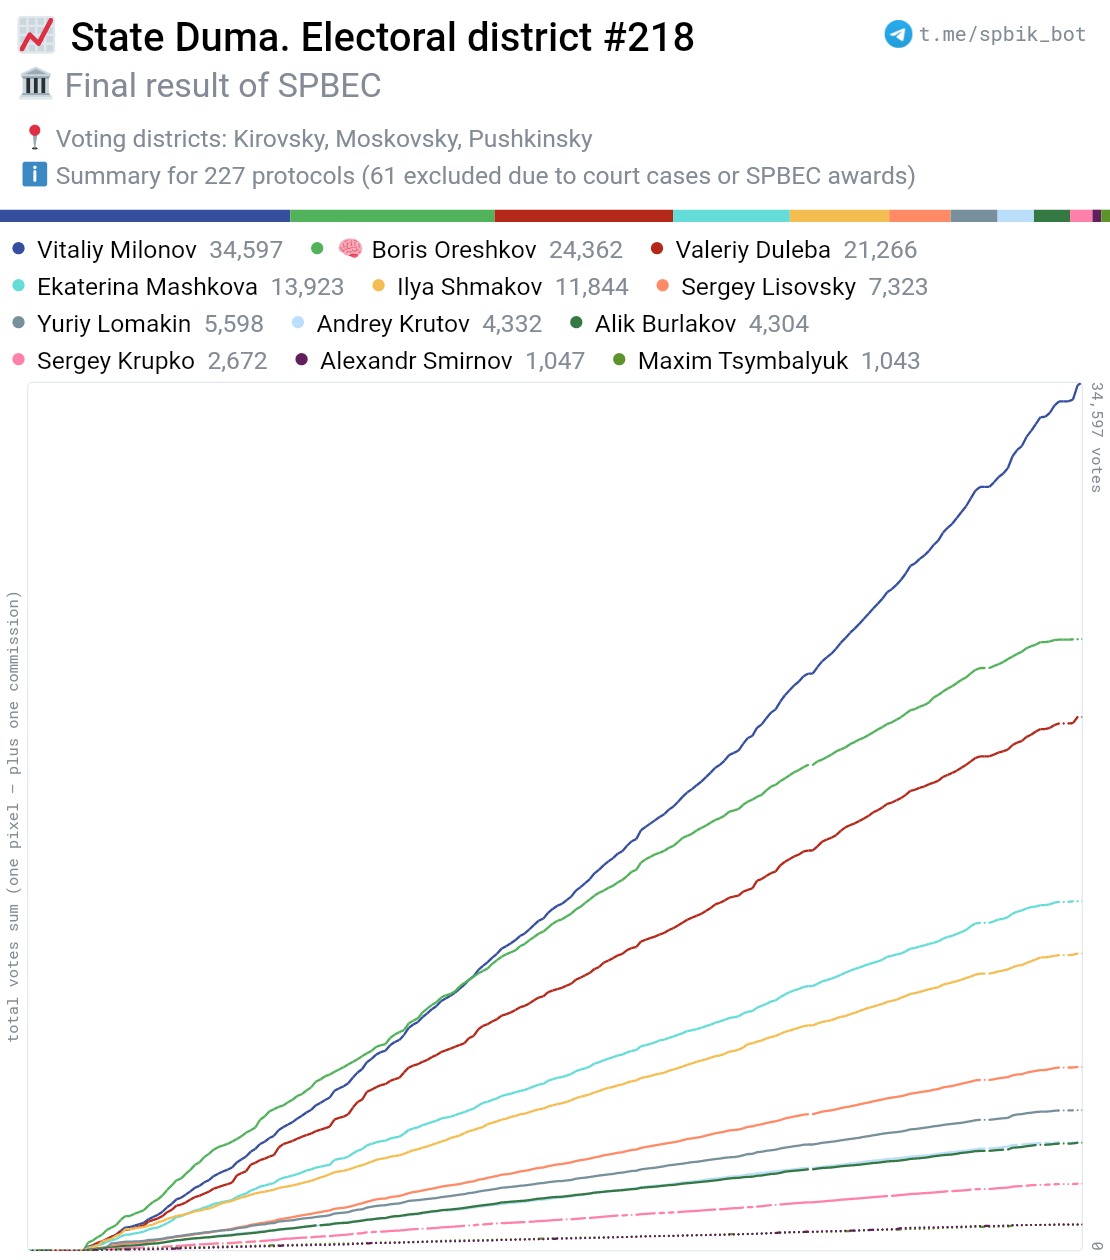 State Duma. Electoral district #218
t.me/spbik_bot
Final result of SPBEC
Voting districts: Kirovsky, Moskovsky, Pushkinsky
Summary for 227 protocols (61 excluded due to court cases or SPBEC awards)
Vitaliy Milonov 34,597 Boris Oreshkov 24,362 Valeriy Duleba 21,266
Ekaterina Mashkova 13,923 Ilya Shmakov 11,844 Sergey Lisovsky 7,323
Yuriy Lomakin 5,598 Andrey Krutov 4,332 Alik Burlakov 4,304
Sergey Krupko 2,672 Alexandr Smirnov 1,047 Maxim Tsymbalyuk 1,043
34,597 votes
total votes sum (one pixel — plus one commission)
0